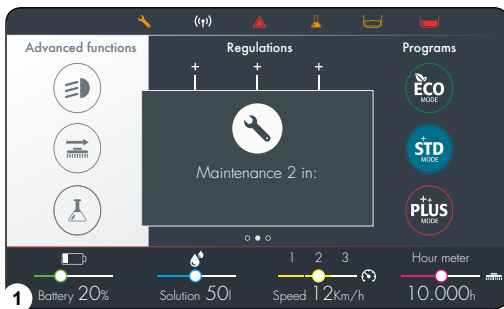 Advanced functions
Regulations
Programs
+ + +
ECO
MODE
Maintenance 2 in:
+
STD
MODE
++
PLUS
MODE
1 2 3
Hour meter
Battery 20%
Solution 50l
Speed 12Km/h
10.000h
1